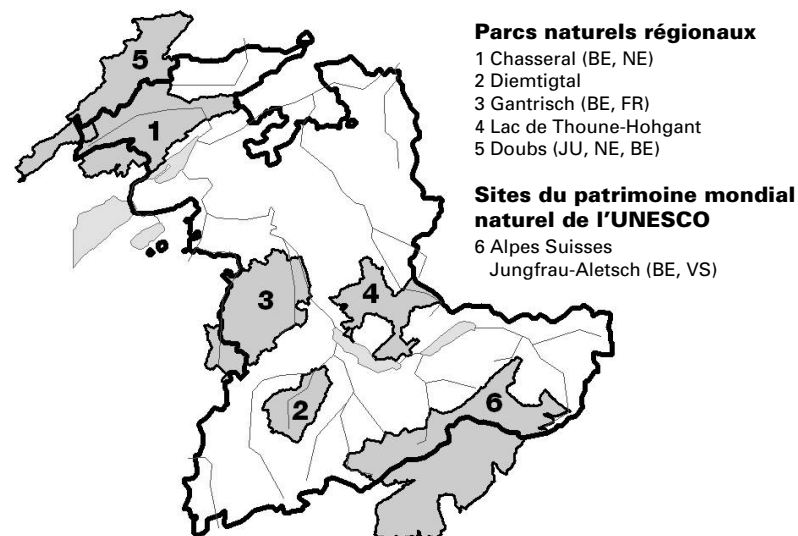 Parcs naturels régionaux
1 Chasseral (BE, NE)
2 Diemtigtal
3 Gantrisch (BE, FR)
4 Lac de Thoune-Hohgant
5 Doubs (JU, NE, BE)
Sites du patrimoine mondial
naturel de l'UNESCO
6 Alpes Suisses
Jungfrau-Aletsch (BE, VS)
5
1
3
4
2
6